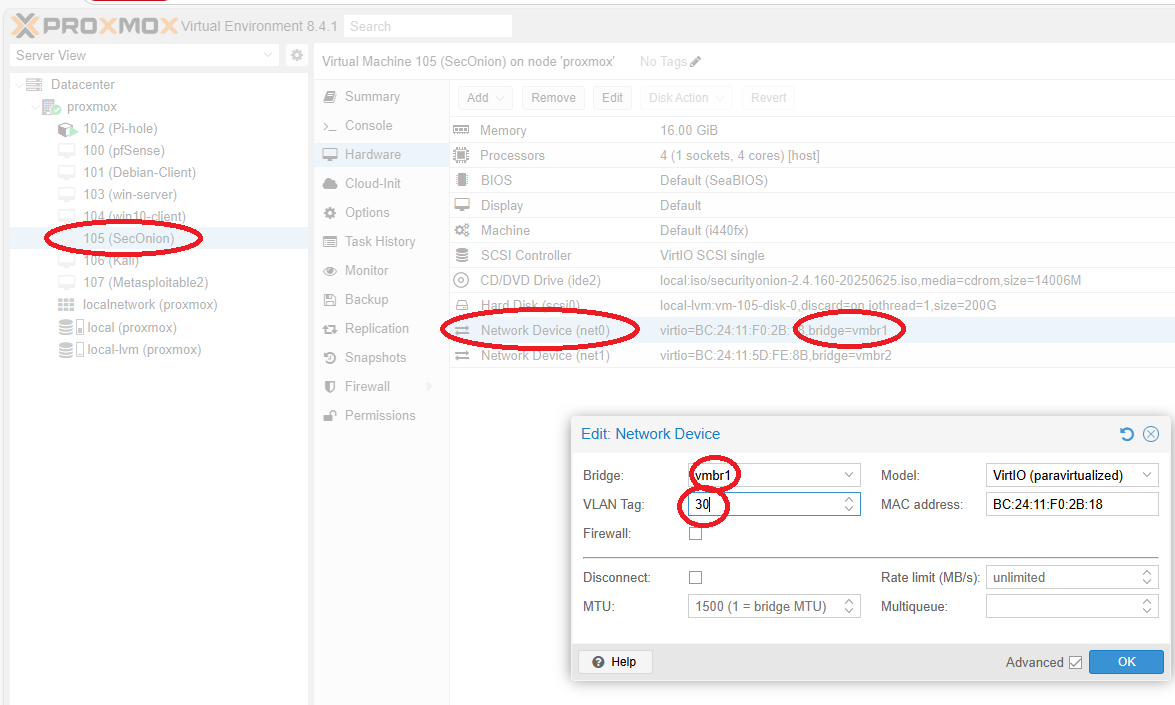 PROXMOX Virtual Environment 8.4.1 Search
Server View
Virtual Machine 105 (SecOnion) on node 'proxmox' No Tags
Datacenter
proxmox
102 (Pi-hole)
100 (pfSense)
101 (Debian-Client)
103 (win-server)
104 (win10-client)
105 (SecOnion)
106 (Kali)
107 (Metasploitable2)
localnetwork (proxmox)
local (proxmox)
local-lvm (proxmox)
Summary
Console
Hardware
Cloud-Init
Options
Task History
Monitor
Backup
Replication
Snapshots
Firewall
Permissions
Add Remove Edit Disk Action Revert
Memory 16.00 GiB
Processors 4 (1 sockets, 4 cores) [host]
BIOS Default (SeaBIOS)
Display Default
Machine Default (i440fx)
SCSI Controller VirtIO SCSI single
CD/DVD Drive (ide2) local:iso/securityonion-2.4.160-20250625.iso,media=cdrom,size=14006M
Hard Disk (scsi0) local-lvm:vm-105-disk-0,discard=on,iothread=1,size=200G
Network Device (net0) virtio=BC:24:11:F0:2B:18,bridge=vmbr1
Network Device (net1) virtio=BC:24:11:5D:FE:8B,bridge=vmbr2
Edit: Network Device
Bridge: vmbr1 Model: VirtIO (paravirtualized)
VLAN Tag: 30 MAC address: BC:24:11:F0:2B:18
Firewall:
Disconnect: Rate limit (MB/s): unlimited
MTU: 1500 (1 = bridge MTU) Multiqueue:
Help Advanced OK